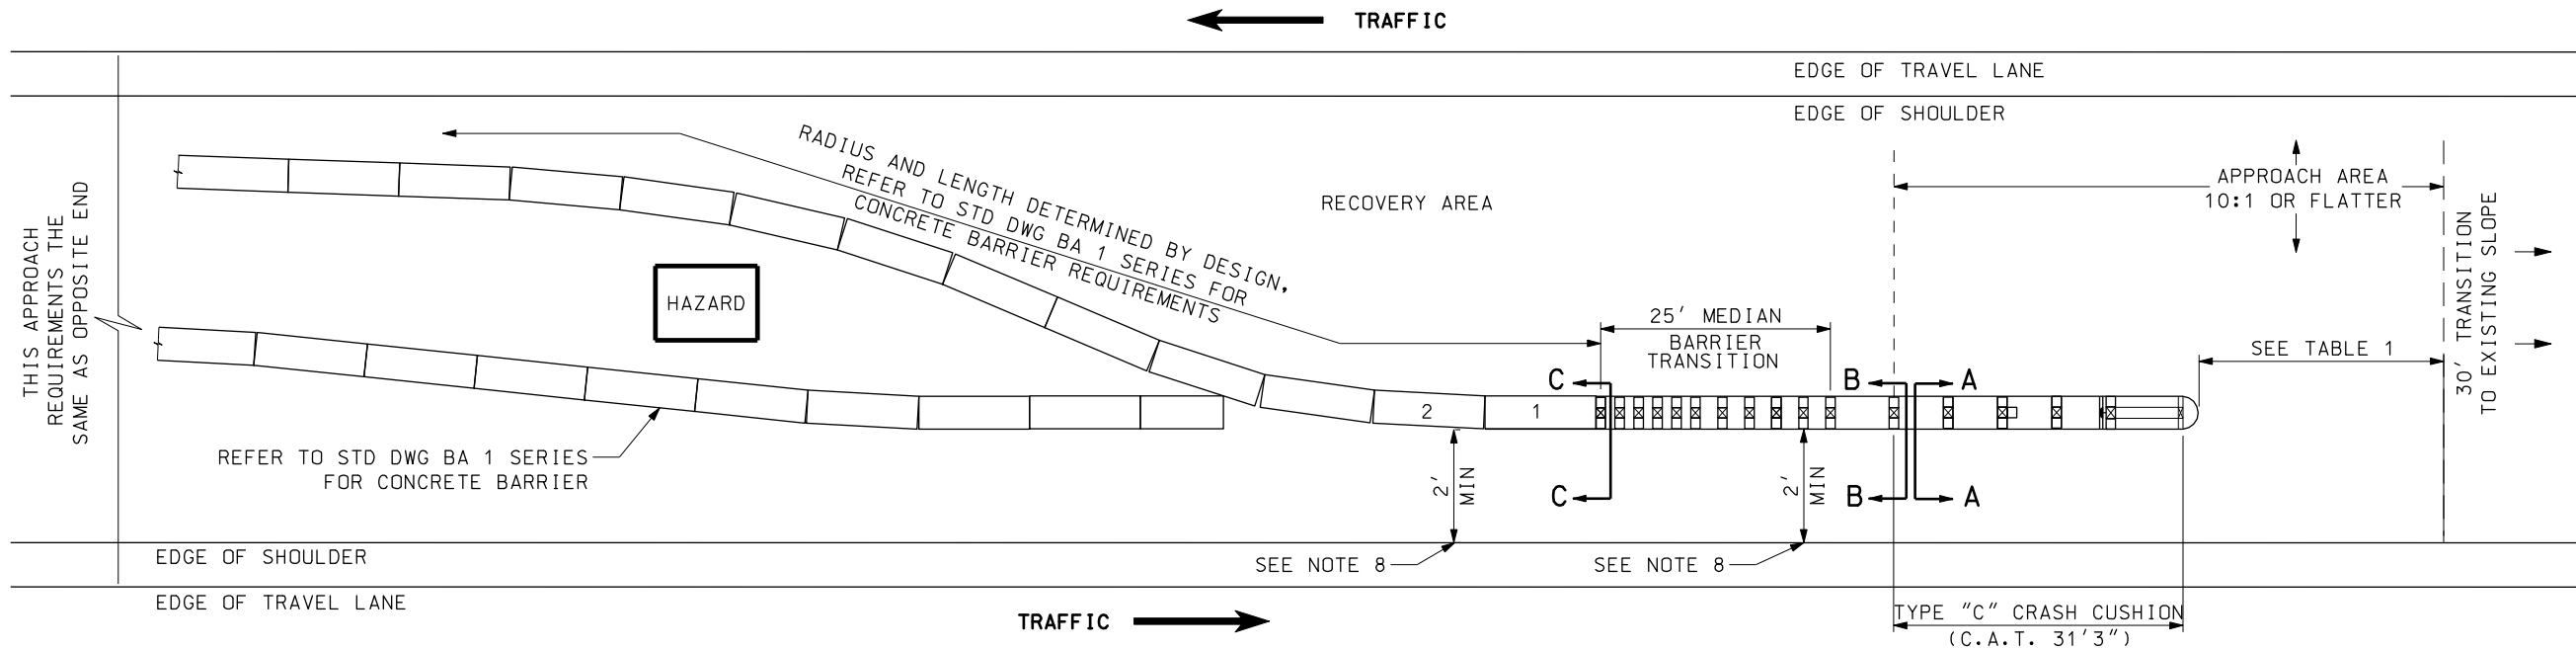 TRAFFIC
EDGE OF TRAVEL LANE
EDGE OF SHOULDER
THIS APPROACH
REQUIREMENTS THE
SAME AS OPPOSITE END
RADIUS AND LENGTH DETERMINED BY DESIGN,
REFER TO STD DWG BA 1 SERIES FOR
CONCRETE BARRIER REQUIREMENTS
RECOVERY AREA
APPROACH AREA
10:1 OR FLATTER
30' TRANSITION
TO EXISTING SLOPE
HAZARD
25' MEDIAN
BARRIER
TRANSITION
SEE TABLE 1
C
B
A
2
1
REFER TO STD DWG BA 1 SERIES
FOR CONCRETE BARRIER
2'
MIN
2'
MIN
C
B
A
EDGE OF SHOULDER
SEE NOTE 8
SEE NOTE 8
EDGE OF TRAVEL LANE
TRAFFIC
TYPE "C" CRASH CUSHION
(C.A.T. 31'3")